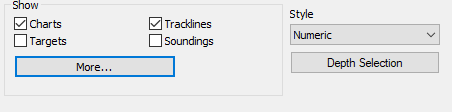 Show
Charts
Tracklines
Targets
Soundings
More...
Style
Numeric
Depth Selection